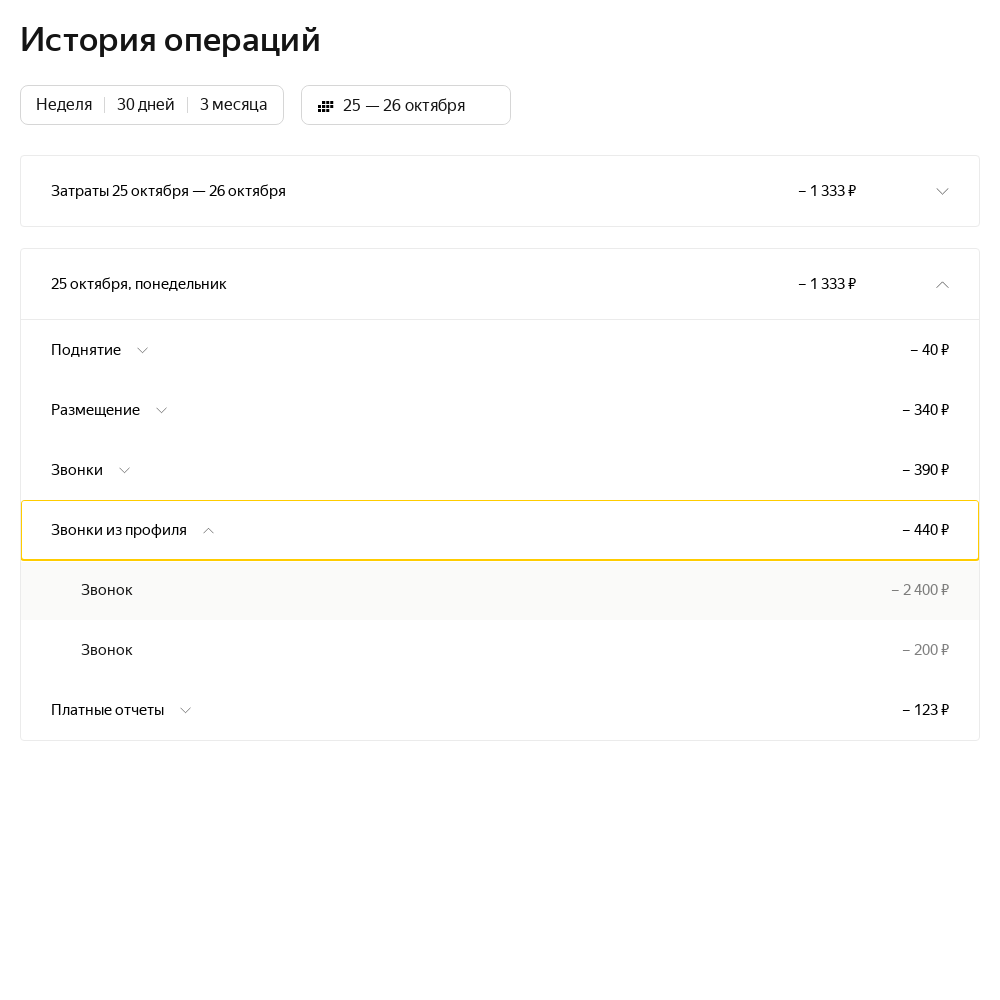 История операций
Неделя 30 дней 3 месяца 25 — 26 октября
Затраты 25 октября — 26 октября – 1 333 ₽
25 октября, понедельник – 1 333 ₽
Поднятие – 40 ₽
Размещение – 340 ₽
Звонки – 390 ₽
Звонки из профиля – 440 ₽
Звонок – 2 400 ₽
Звонок – 200 ₽
Платные отчеты – 123 ₽